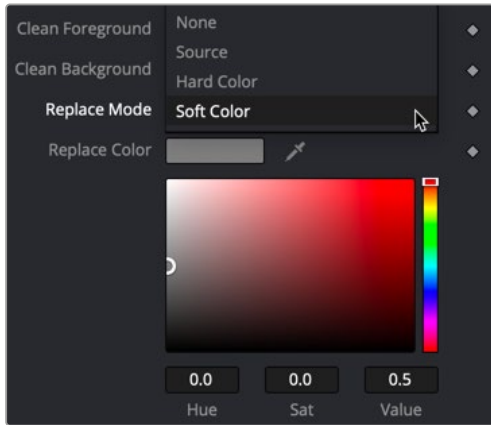 Clean Foreground
None
Source
Clean Background
Hard Color
Replace Mode
Soft Color
Replace Color
0.0 0.0 0.5
Hue Sat Value